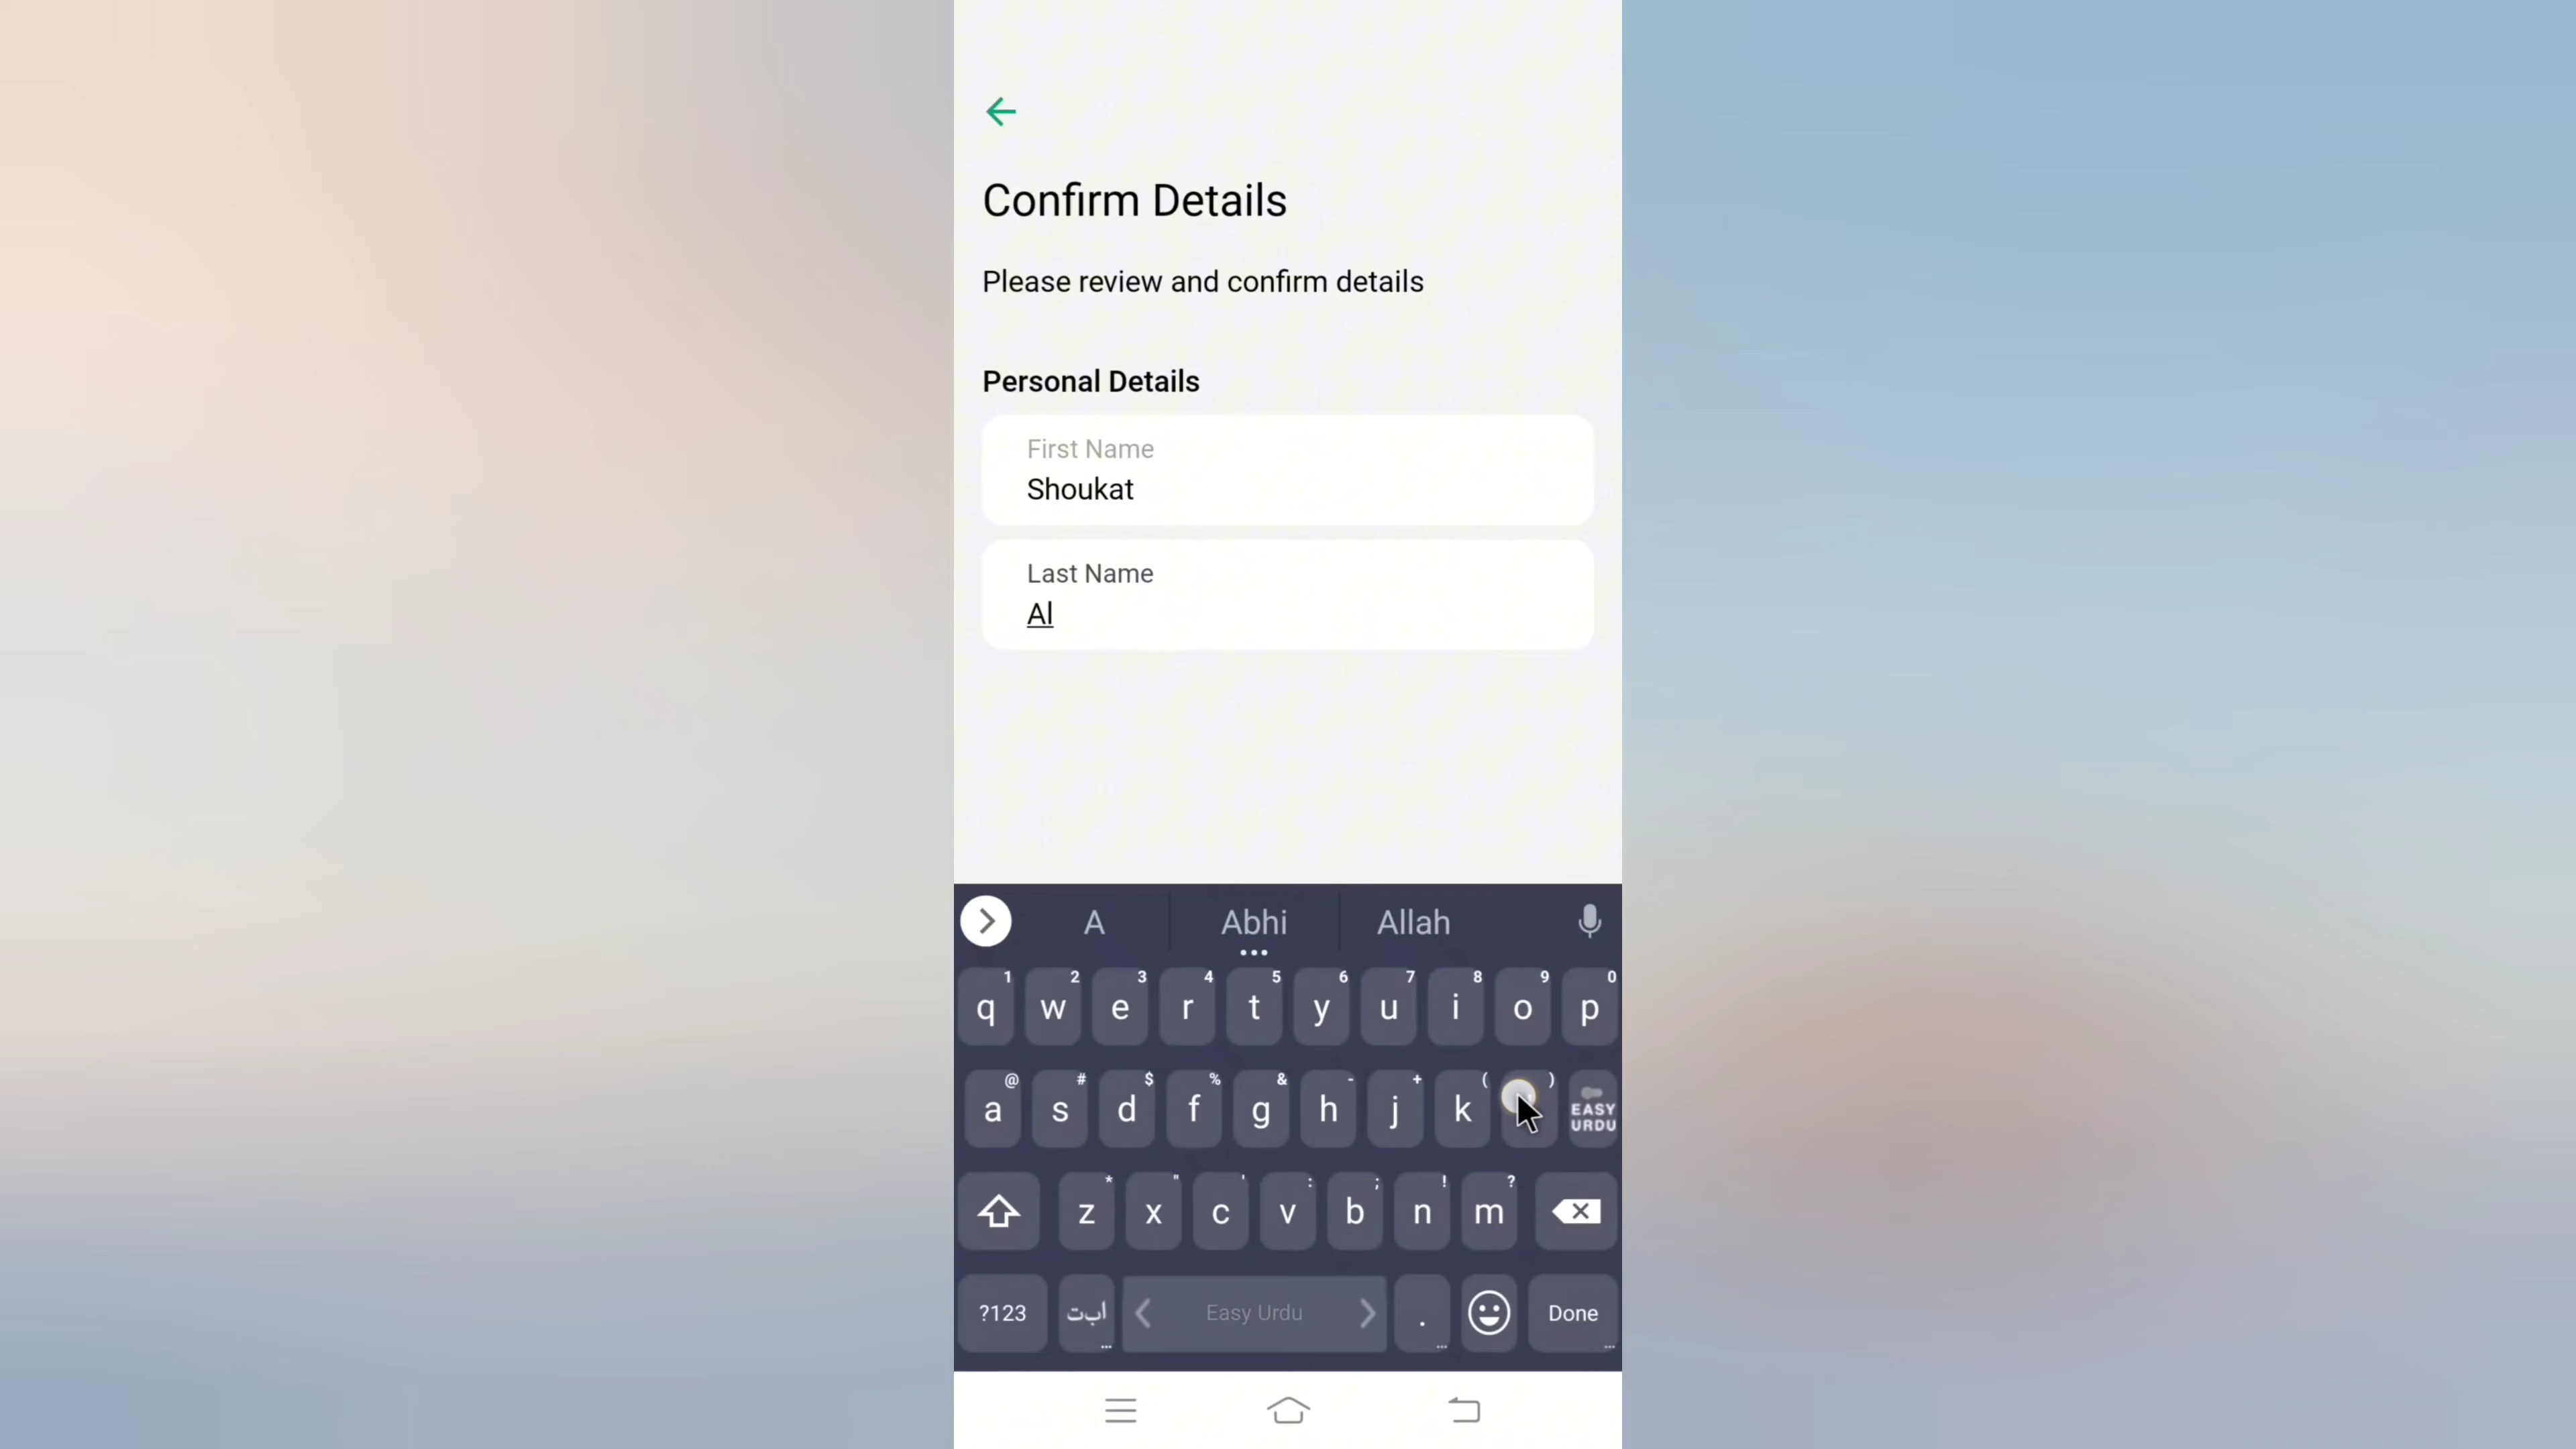 Confirm Details
Please review and confirm details
Personal Details
First Name
Shoukat
Last Name
Al
A Abhi Allah
1 2 3 4 5 6 7 8 9 0
q w e r t y u i o p
@ # $ % & - + ( )
a s d f g h j k
EASY
URDU
* " ' : ; ! ?
z x c v b n m
?123 ابت Easy Urdu . Done